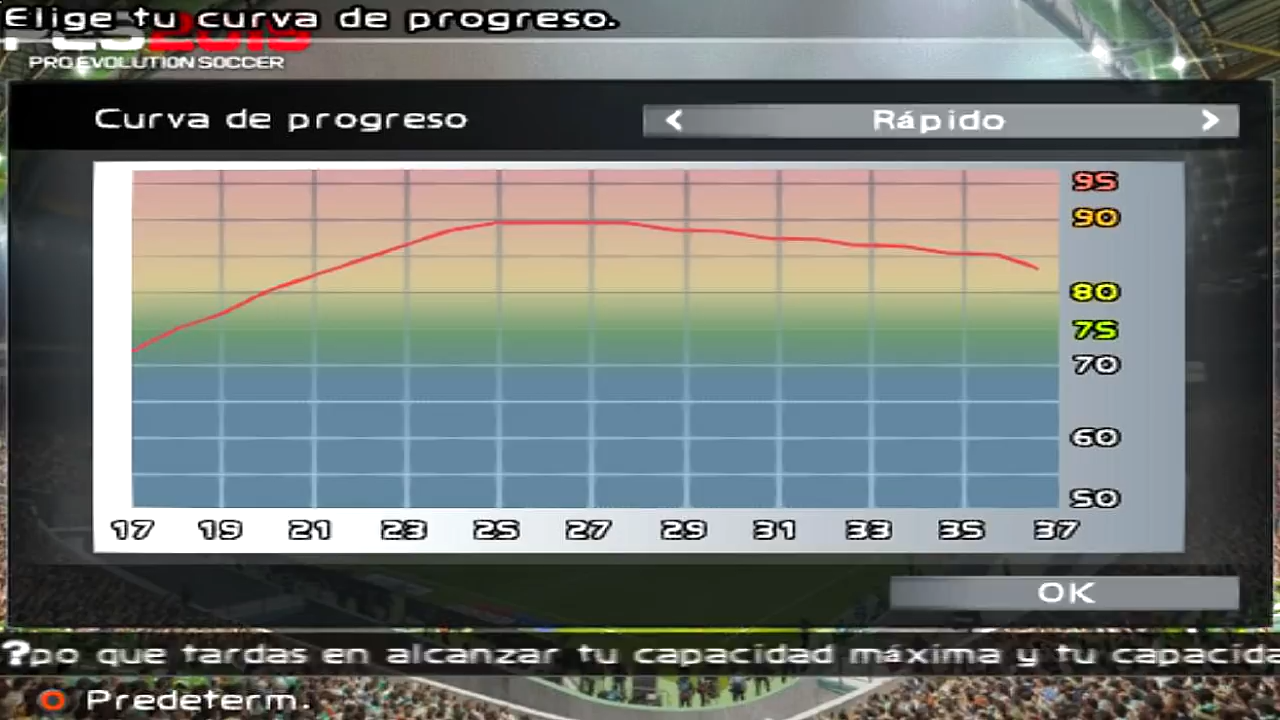 Elige tu curva de progreso.
PES2015
PRO EVOLUTION SOCCER
Curva de progreso
< Rápido >
95
90
80
75
70
60
50
17 19 21 23 25 27 29 31 33 35 37
OK
?po que tardas en alcanzar tu capacidad máxima y tu capacida
Predeterm.